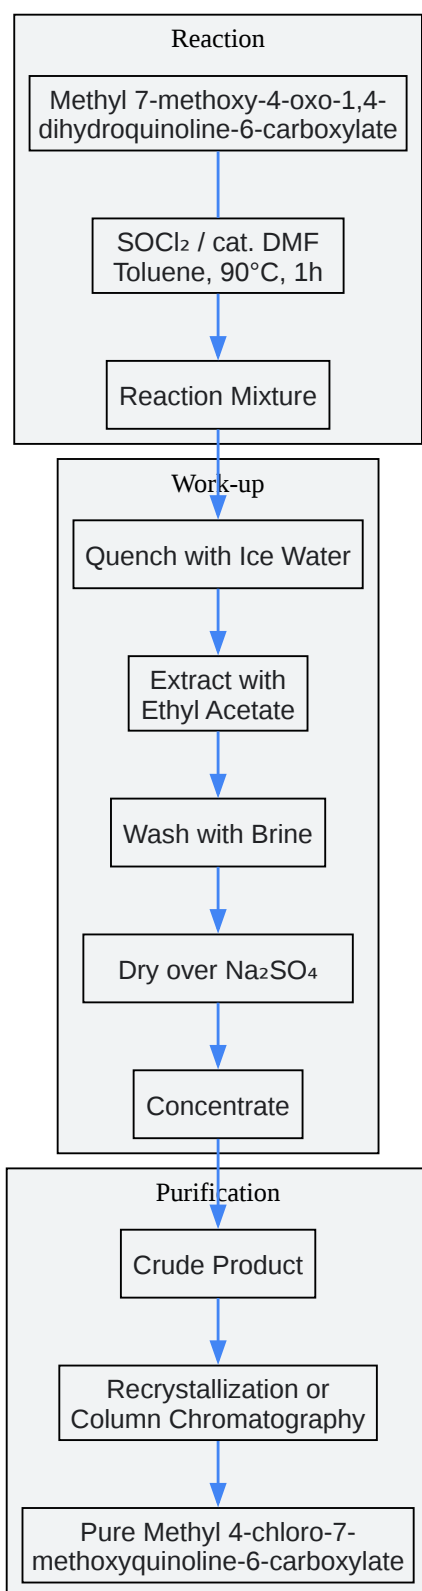 Reaction
Methyl 7-methoxy-4-oxo-1,4-
dihydroquinoline-6-carboxylate
SOCl₂ / cat. DMF
Toluene, 90°C, 1h
Reaction Mixture
Work-up
Quench with Ice Water
Extract with
Ethyl Acetate
Wash with Brine
Dry over Na₂SO₄
Concentrate
Purification
Crude Product
Recrystallization or
Column Chromatography
Pure Methyl 4-chloro-7-
methoxyquinoline-6-carboxylate